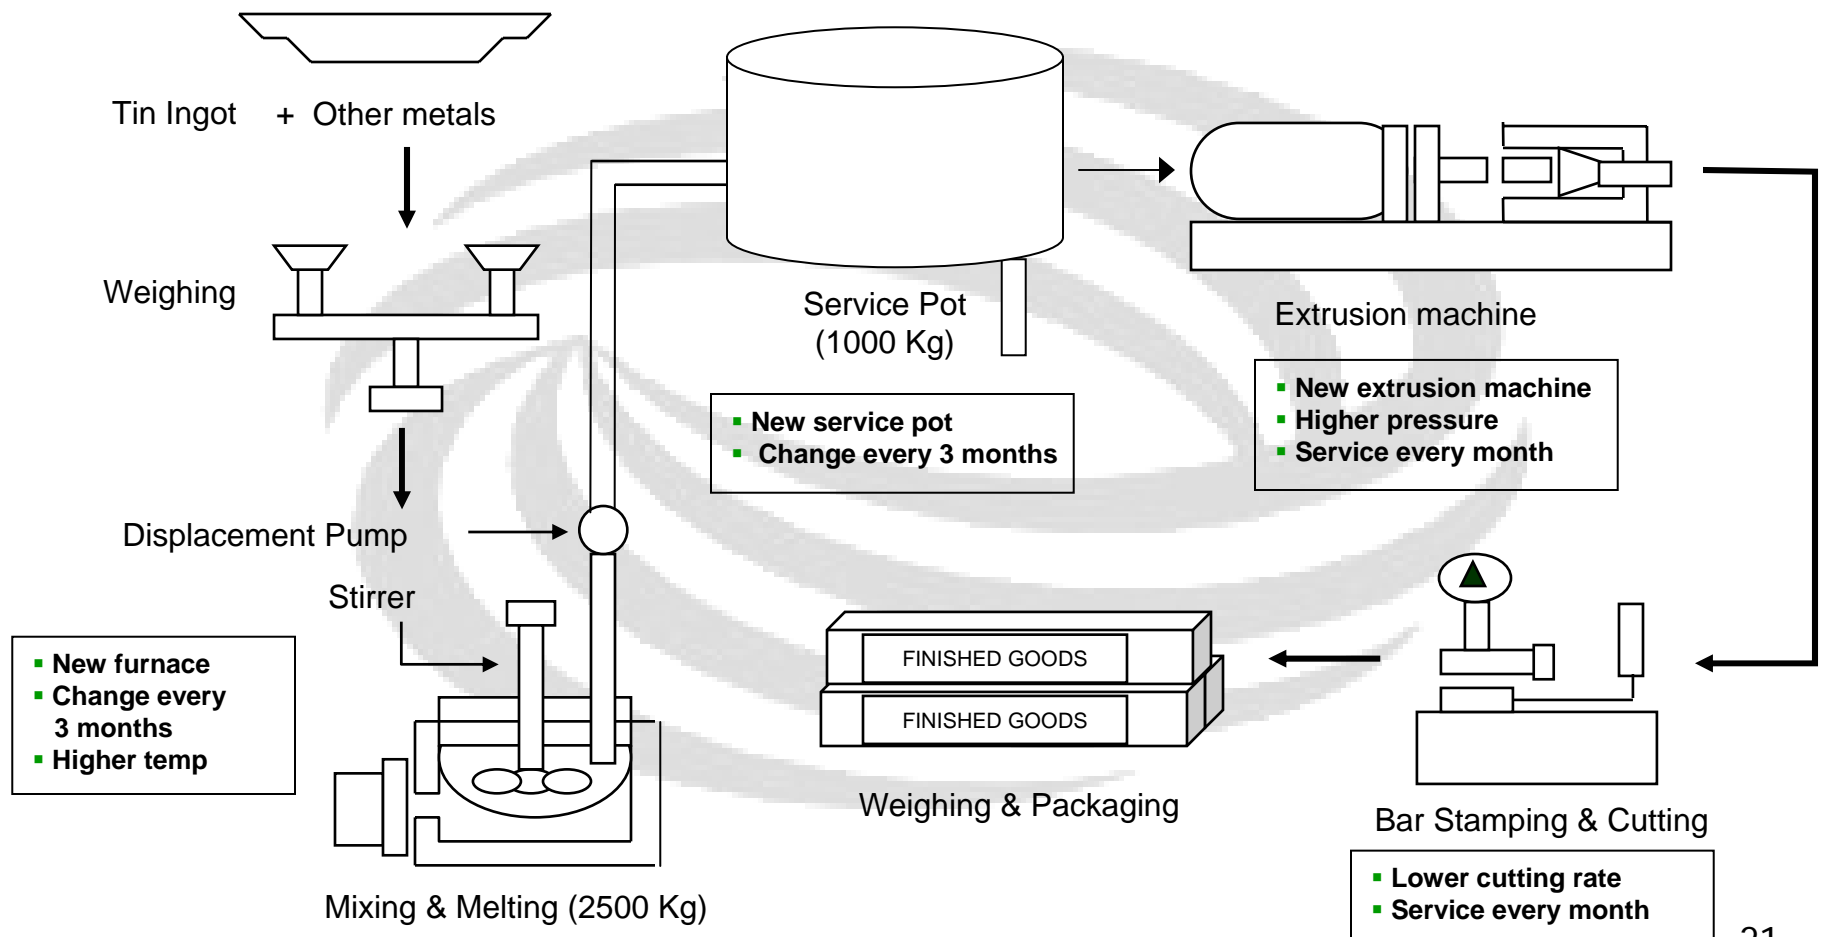 Tin Ingot + Other metals
Weighing
Displacement Pump
Stirrer
▪ New furnace
▪ Change every
3 months
▪ Higher temp
Mixing & Melting (2500 Kg)
Service Pot
(1000 Kg)
▪ New service pot
▪ Change every 3 months
Extrusion machine
▪ New extrusion machine
▪ Higher pressure
▪ Service every month
Bar Stamping & Cutting
▪ Lower cutting rate
▪ Service every month
FINISHED GOODS
FINISHED GOODS
Weighing & Packaging